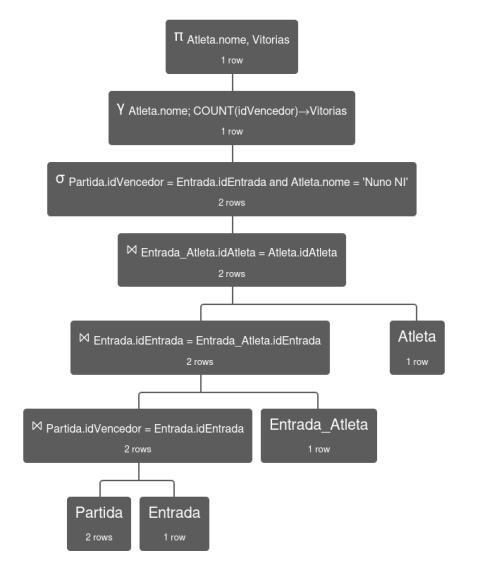 π Atleta.nome, Vitorias
1 row
γ Atleta.nome; COUNT(idVencedor)→Vitorias
1 row
σ Partida.idVencedor = Entrada.idEntrada and Atleta.nome = 'Nuno NI'
2 rows
⋈ Entrada_Atleta.idAtleta = Atleta.idAtleta
2 rows
⋈ Entrada.idEntrada = Entrada_Atleta.idEntrada
2 rows
Atleta
1 row
⋈ Partida.idVencedor = Entrada.idEntrada
2 rows
Entrada_Atleta
1 row
Partida
2 rows
Entrada
1 row